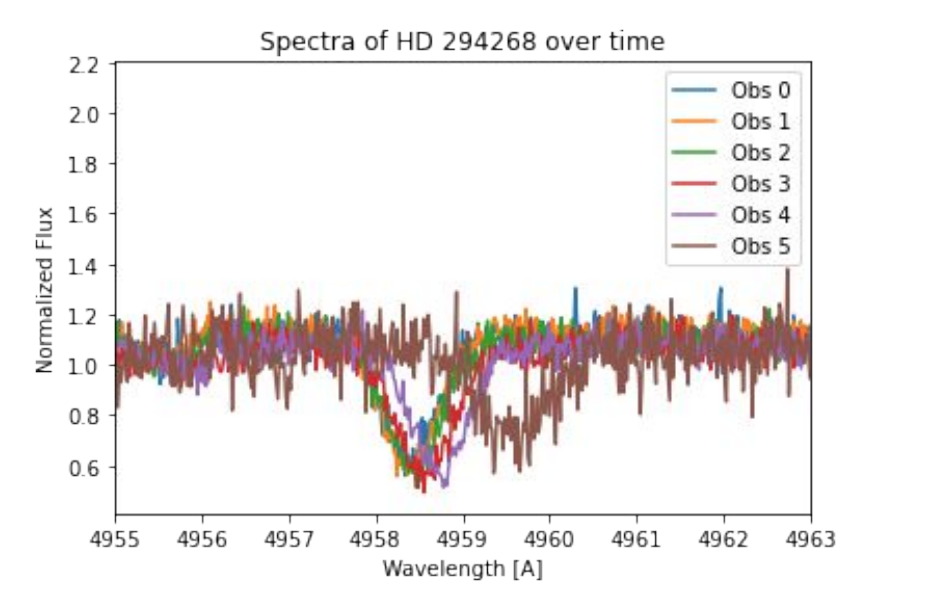 Spectra of HD 294268 over time
2.2
2.0
1.8
1.6
1.4
1.2
1.0
0.8
0.6
Normalized Flux
Obs 0
Obs 1
Obs 2
Obs 3
Obs 4
Obs 5
4955 4956 4957 4958 4959 4960 4961 4962 4963
Wavelength [A]